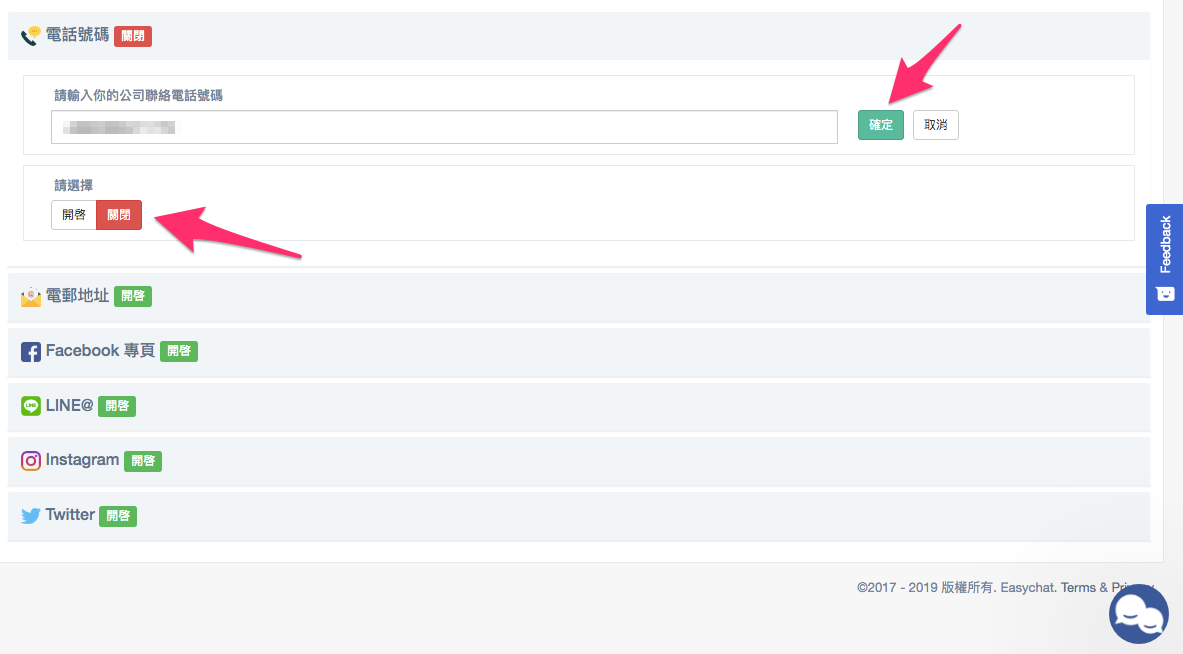 電話號碼 關閉
請輸入你的公司聯絡電話號碼
確定 取消
請選擇
開啓 關閉
Feedback
電郵地址 開啓
Facebook 專頁 開啓
LINE@ 開啓
Instagram 開啓
Twitter 開啓
©2017 - 2019 版權所有. Easychat. Terms &